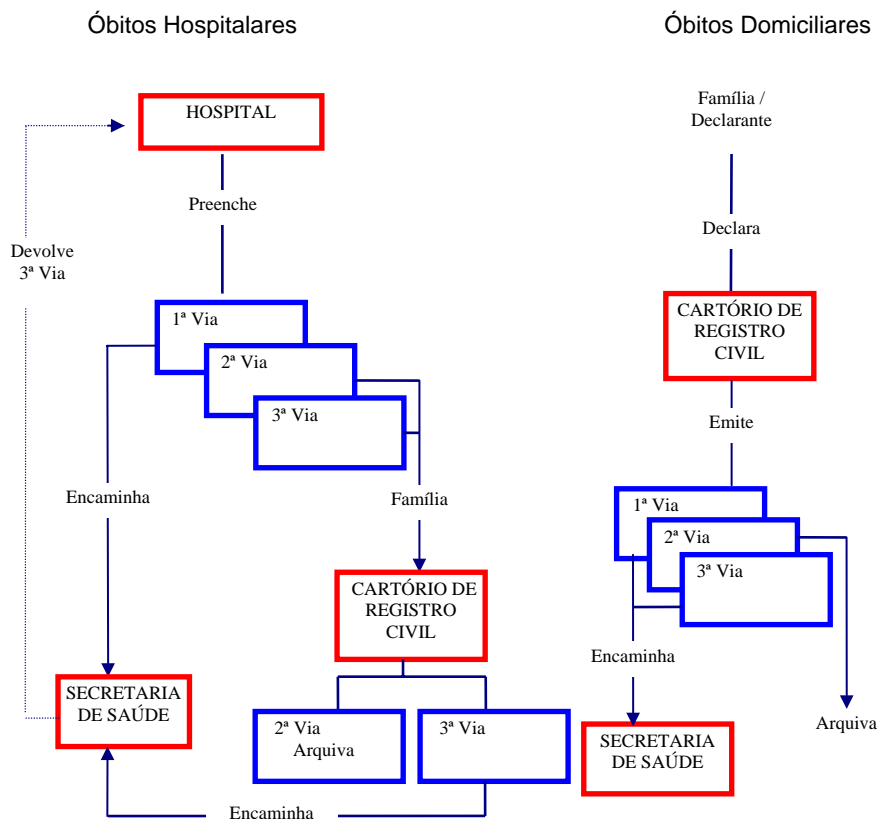 Óbitos Hospitalares
HOSPITAL
Preenche
Devolve
3ª Via
1ª Via
2ª Via
3ª Via
Encaminha
Família
CARTÓRIO DE
REGISTRO
CIVIL
SECRETARIA
DE SAÚDE
2ª Via
Arquiva
3ª Via
Encaminha
Óbitos Domiciliares
Família /
Declarante
Declara
CARTÓRIO DE
REGISTRO
CIVIL
Emite
1ª Via
2ª Via
3ª Via
Encaminha
SECRETARIA
DE SAÚDE
Arquiva